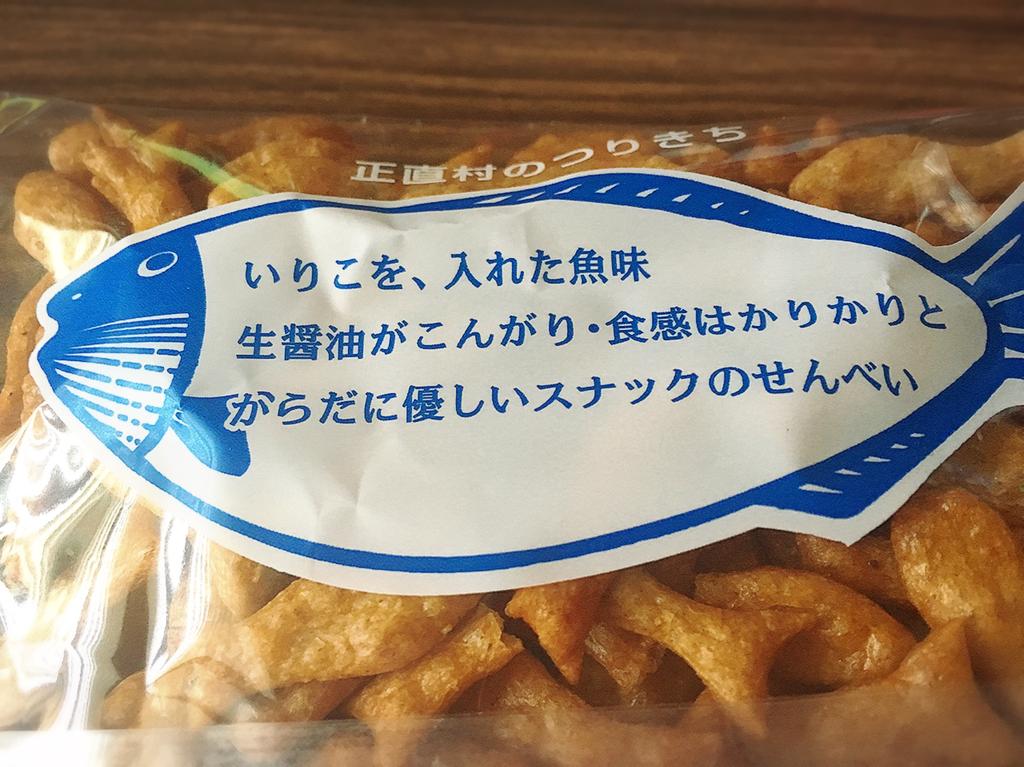 正直村のつりきち
いりこを、入れた魚味
生醤油がこんがり・食感はかりかりと
からだに優しいスナックのせんべい